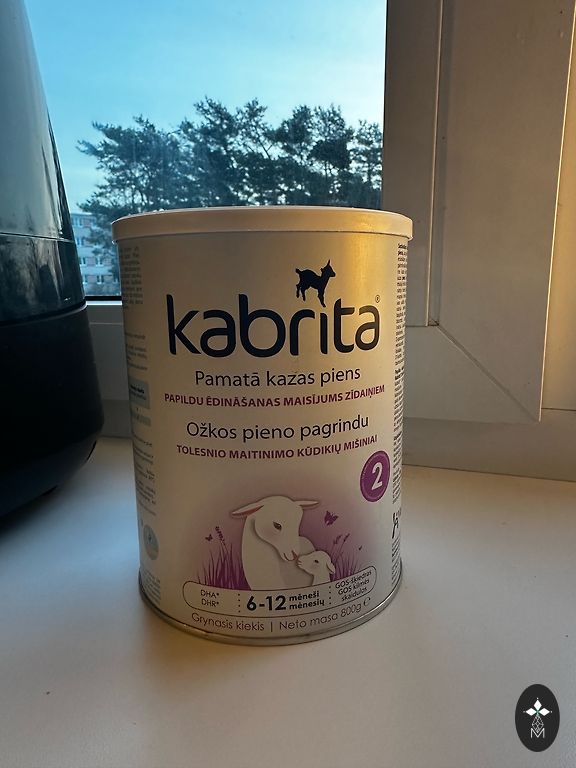 kabrita®
Pamatā kazas piens
PAPILDU ĒDINĀŠANAS MAISĪJUMS ZĪDAIŅIEM
Ožkos pieno pagrindu
TOLESNIO MAITINIMO KŪDIKIŲ MIŠINIAI
2
DHA*
DHR*
6-12 mēneši
mėnesių
GOS šķiedras
GOS kilmės
skaidulos
Grynasis kiekis | Neto masa 800g ℮
M